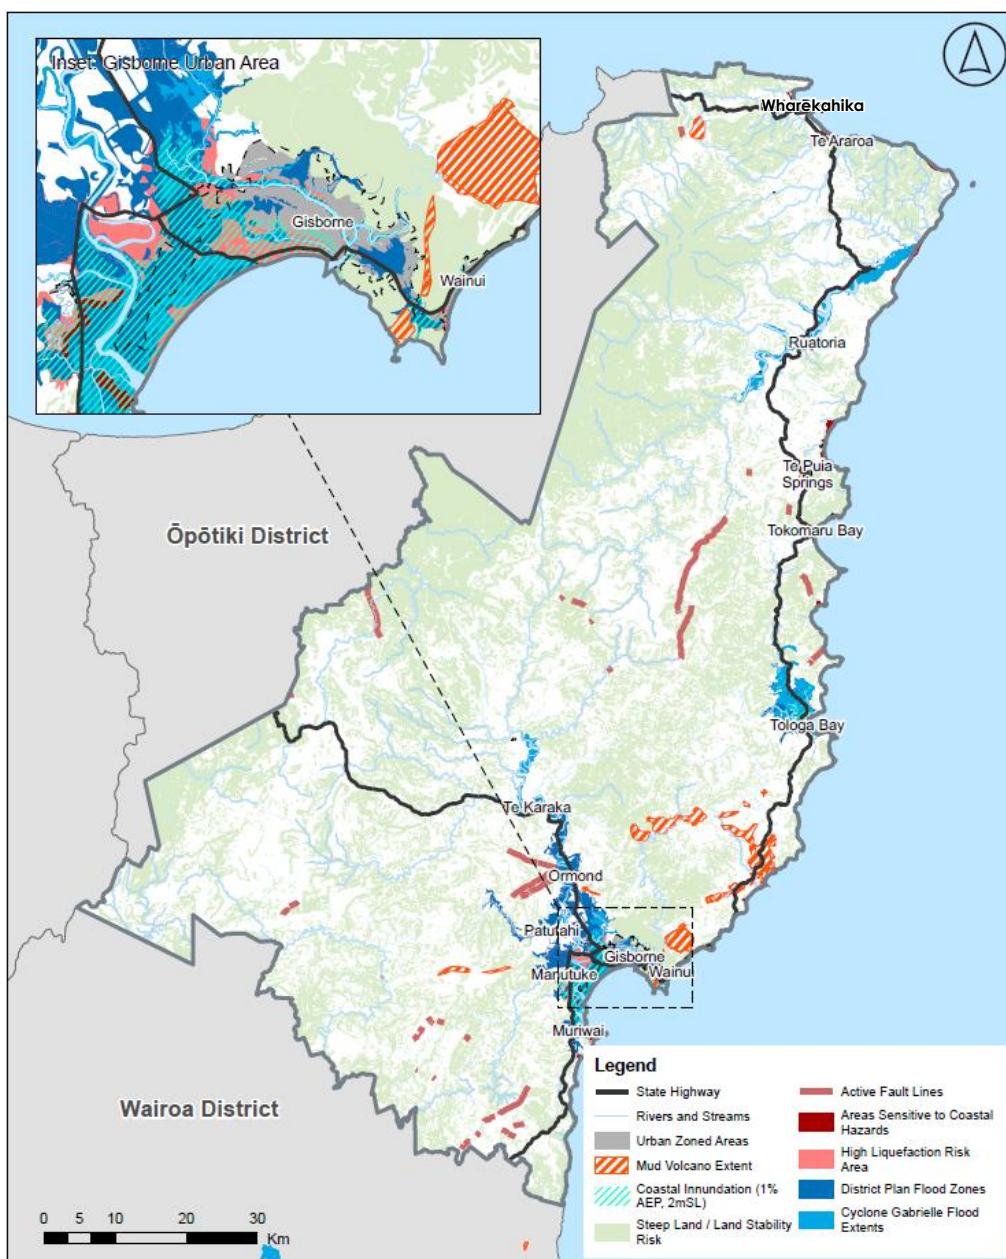 Inset: Gisborne Urban Area
Gisborne
Wainui
Wharēkahika
Te Araroa
Ruatoria
Te Puia
Springs
Tokomaru Bay
Ōpōtiki District
Tologa Bay
Te Karaka
Ormond
Patutahi
Gisborne
Wainui
Manutuke
Muriwai
Wairoa District
Legend
State Highway
Rivers and Streams
Urban Zoned Areas
Mud Volcano Extent
Coastal Innundation (1%
AEP, 2mSL)
Steep Land / Land Stability
Risk
Active Fault Lines
Areas Sensitive to Coastal
Hazards
High Liquefaction Risk
Area
District Plan Flood Zones
Cyclone Gabrielle Flood
Extents
0 5 10 20 30
Km